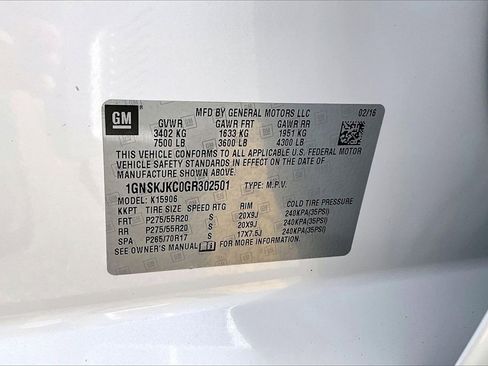 GM
MFD BY GENERAL MOTORS LLC 02/16
GVWR GAWR FRT GAWR RR
3402 KG 1633 KG 1951 KG
7500 LB 3600 LB 4300 LB
THIS VEHICLE CONFORMS TO ALL APPLICABLE U.S. FEDERAL MOTOR
VEHICLE SAFETY STANDARDS IN EFFECT ON THE DATE OF
MANUFACTURE SHOWN ABOVE.
1GNSKJKC0GR302501 TYPE: M.P.V.
MODEL: K15906
KKPT TIRE SIZE SPEED RTG RIM COLD TIRE PRESSURE
FRT P275/55R20 S 20X9J 240KPA(35PSI)
RR P275/55R20 S 20X9J 240KPA(35PSI)
SPA P265/70R17 S 17X7.5J 240KPA(35PSI)
SEE OWNER'S MANUAL FOR MORE INFORMATION.